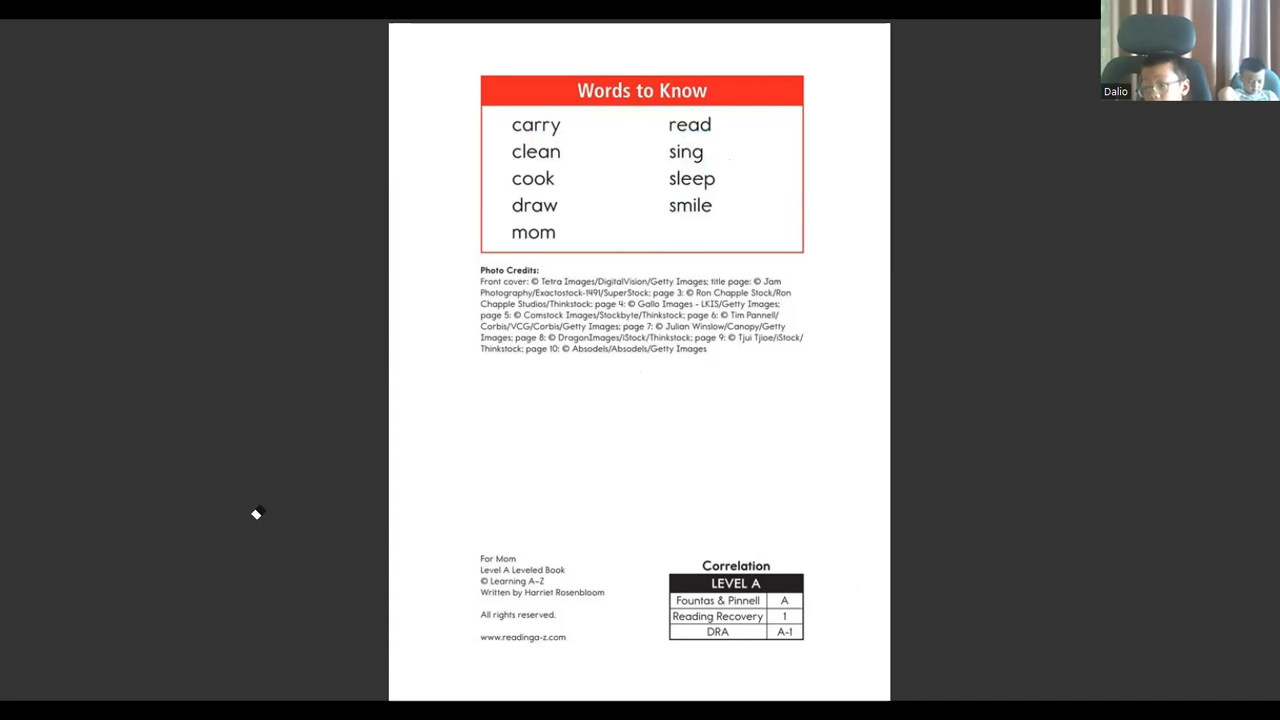 Words to Know
carry read
clean sing
cook sleep
draw smile
mom
Photo Credits:
Front cover: © Tetra Images/DigitalVision/Getty Images; title page: © Jam
Photography/Exactostock-1491/SuperStock; page 3: © Ron Chapple Stock/Ron
Chapple Studios/Thinkstock; page 4: © Gallo Images - LKIS/Getty Images;
page 5: © Comstock Images/Stockbyte/Thinkstock; page 6: © Tim Pannell/
Corbis/VCG/Corbis/Getty Images; page 7: © Julian Winslow/Canopy/Getty
Images; page 8: © DragonImages/iStock/Thinkstock; page 9: © Tjui Tjioe/iStock/
Thinkstock; page 10: © Absodels/Absodels/Getty Images
For Mom
Level A Leveled Book
© Learning A–Z
Written by Harriet Rosenbloom
All rights reserved.
www.readinga-z.com
Correlation
LEVEL A
Fountas & Pinnell A
Reading Recovery 1
DRA A-1
Dalio